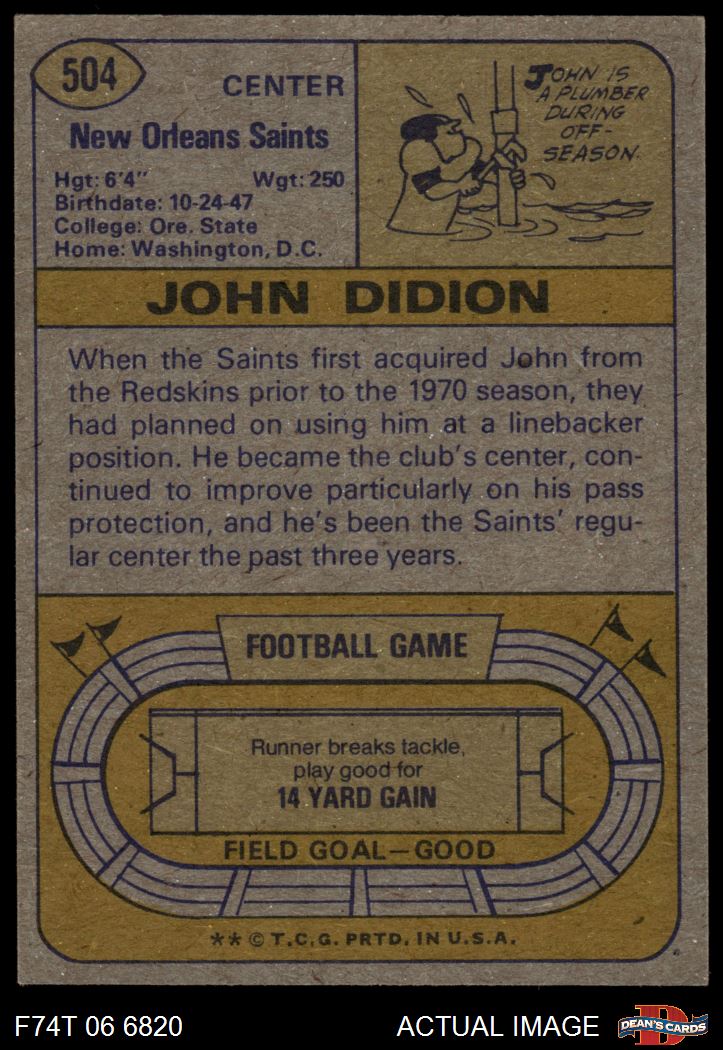 504
CENTER
New Orleans Saints
Hgt: 6'4" Wgt: 250
Birthdate: 10-24-47
College: Ore. State
Home: Washington, D.C.
JOHN IS
A PLUMBER
DURING
OFF-
SEASON.
JOHN DIDION
When the Saints first acquired John from
the Redskins prior to the 1970 season, they
had planned on using him at a linebacker
position. He became the club's center, con-
tinued to improve particularly on his pass
protection, and he's been the Saints' regu-
lar center the past three years.
FOOTBALL GAME
Runner breaks tackle,
play good for
14 YARD GAIN
FIELD GOAL—GOOD
** © T.C.G. PRTD. IN U.S.A.
F74T 06 6820
ACTUAL IMAGE
D
DEAN'S CARDS